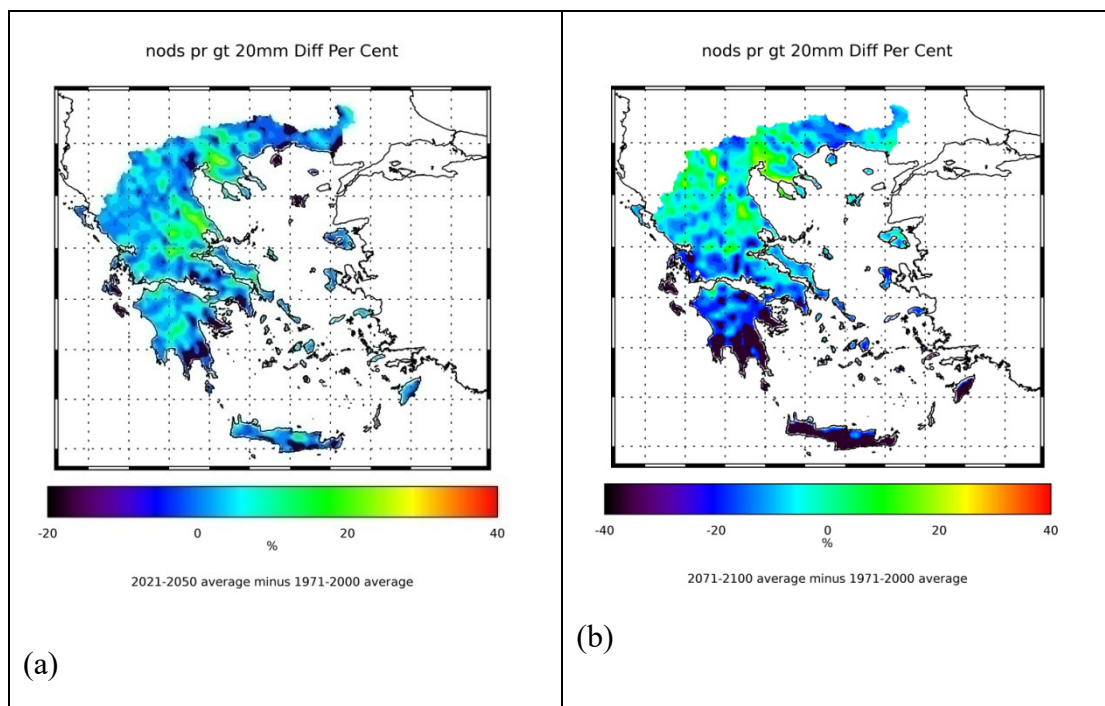 nods pr gt 20mm Diff Per Cent
-20 0 20 40
%
2021-2050 average minus 1971-2000 average
(a)
nods pr gt 20mm Diff Per Cent
-40 -20 0 20 40
%
2071-2100 average minus 1971-2000 average
(b)